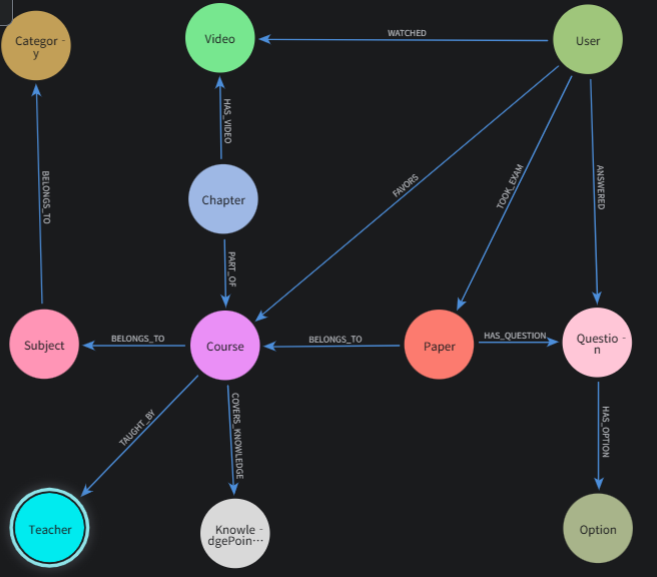 Categor
y
Video
WATCHED
User
HAS_VIDEO
BELONGS_TO
Chapter
FAVORS
TOOK_EXAM
ANSWERED
PART_OF
Subject
BELONGS_TO
Course
BELONGS_TO
Paper
HAS_QUESTION
Questio
n
TAUGHT_BY
COVERS_KNOWLEDGE
HAS_OPTION
Teacher
Knowle
dgePoin...
Option